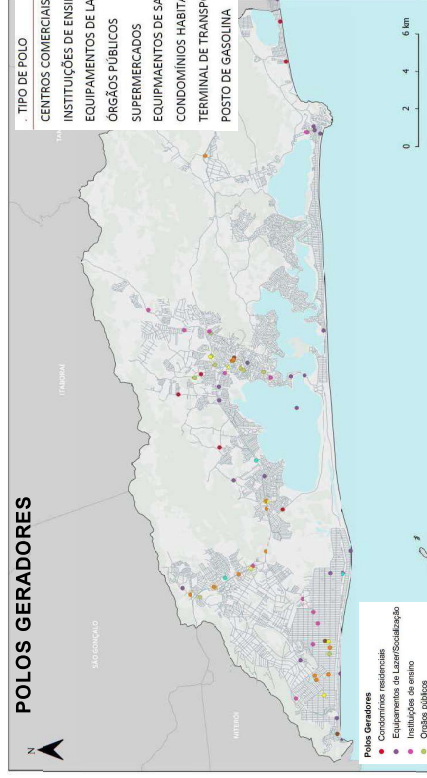 POLOS GERADORES
N
SÃO GONÇALO
ITABORAÍ
NITERÓI
. TIPO DE POLO
CENTROS COMERCIAIS
INSTITUIÇÕES DE ENSI
EQUIPAMENTOS DE LA
ÓRGÃOS PÚBLICOS
SUPERMERCADOS
EQUIPMAENTOS DE SA
CONDOMÍNIOS HABITA
TERMINAL DE TRANSPO
POSTO DE GASOLINA
0 2 4 6 km
Polos Geradores
Condomínios residenciais
Equipamentos de Lazer/Socialização
Instituições de ensino
Orgãos públicos